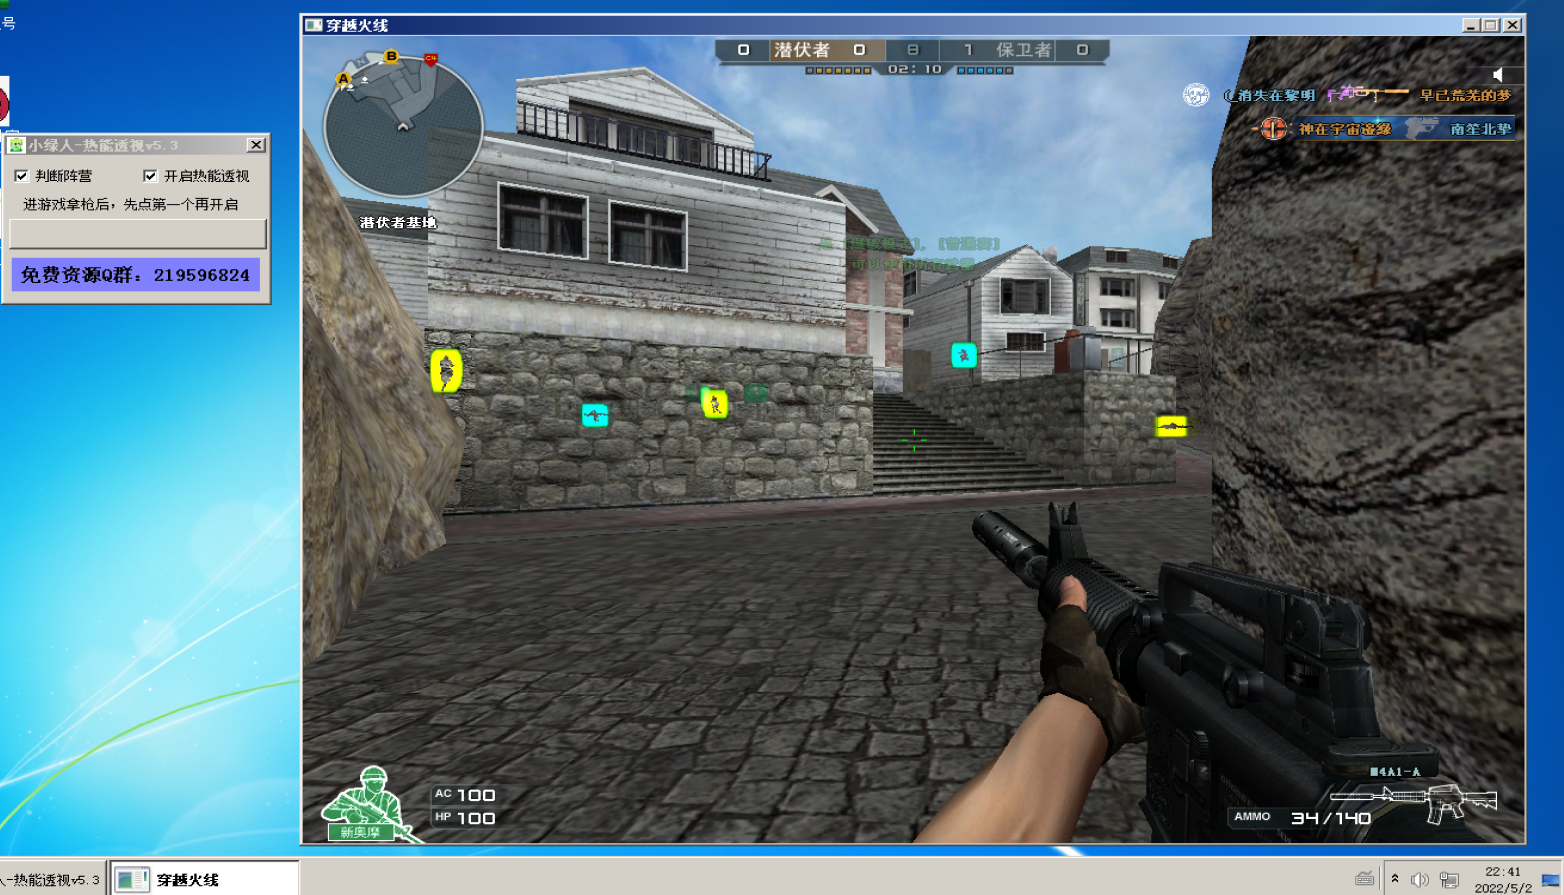 号
小绿人-热能透视v5.3
判断阵营
开启热能透视
进游戏拿枪后，先点第一个再开启
免费资源Q群：219596824
穿越火线
0 潜伏者 0 8 1 保卫者 0
02:10
B
C4
A
N
潜伏者基地
消失在黎明 早已荒芜的梦
神在宇宙邊緣 南笙北挚
新奥摩
AC 100
HP 100
M4A1-A
AMMO 34/140
人-热能透视v5.3
穿越火线
22:41
2022/5/2